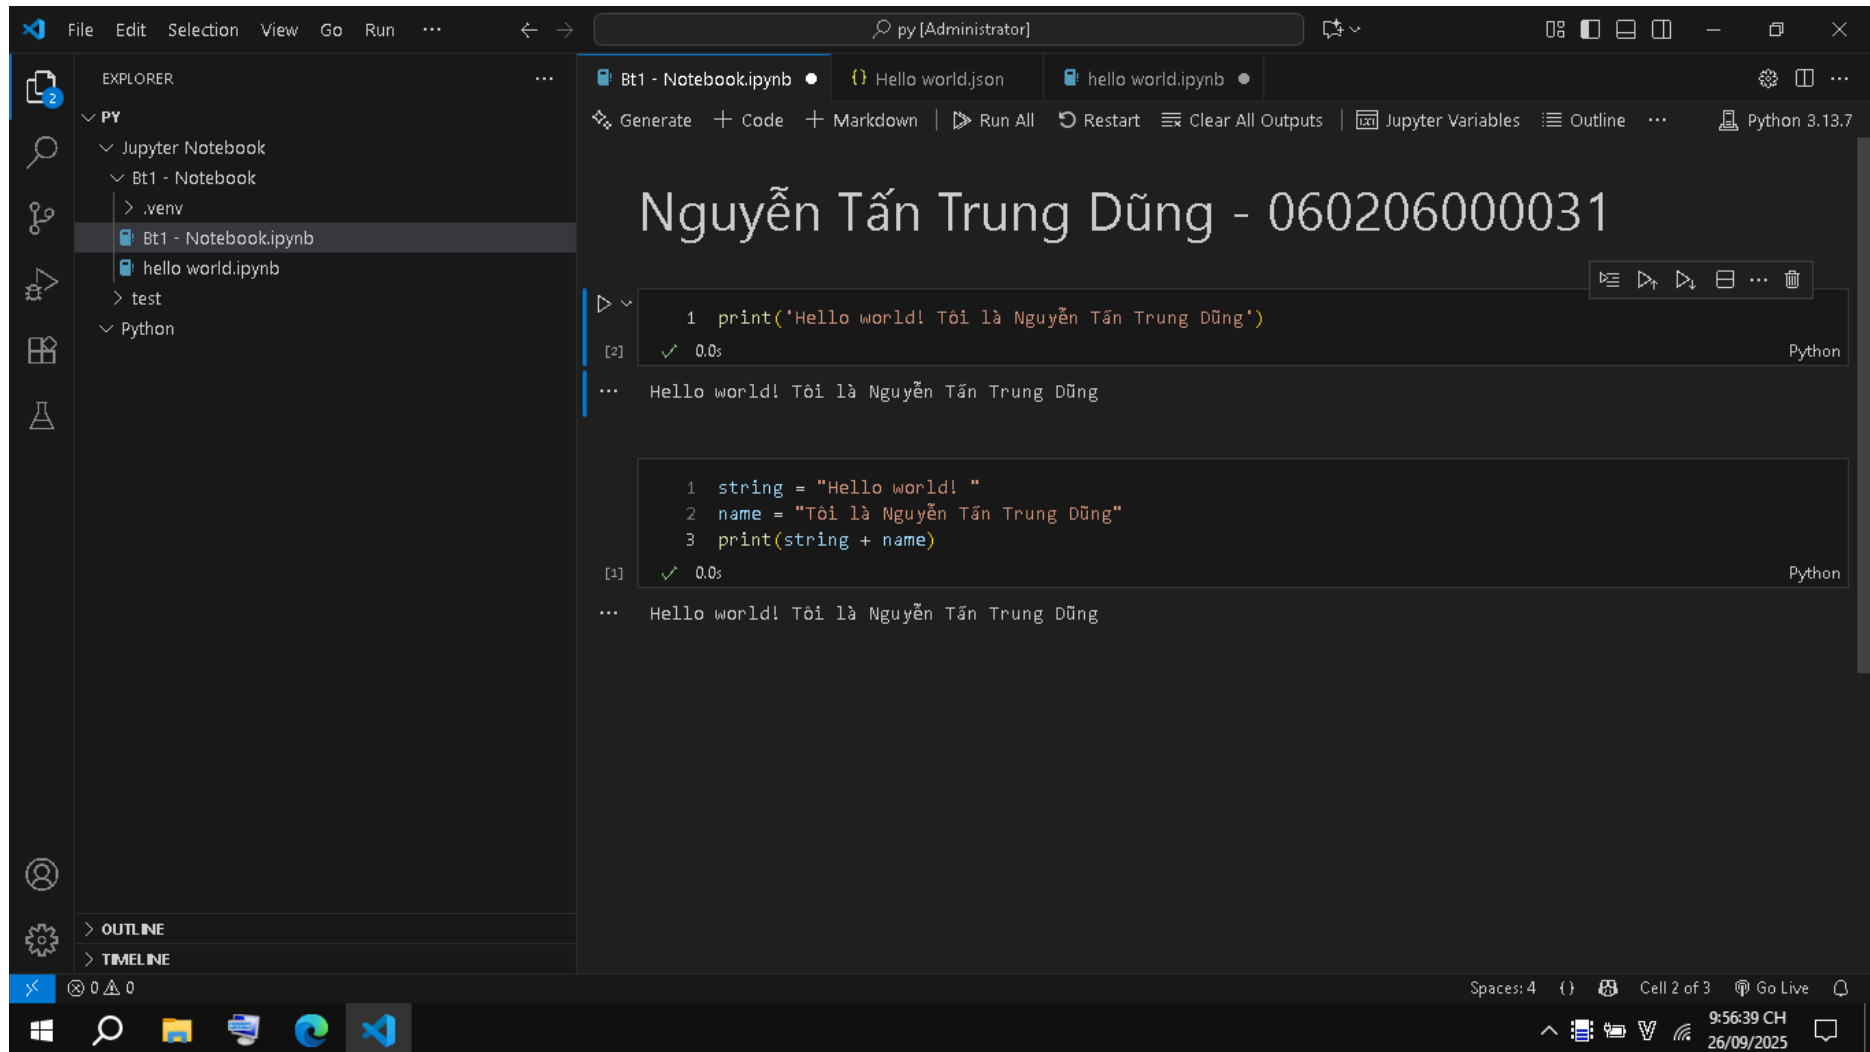 File Edit Selection View Go Run ...
py [Administrator]
2
EXPLORER
PY
Jupyter Notebook
Bt1 - Notebook
.venv
Bt1 - Notebook.ipynb
hello world.ipynb
test
Python
OUTLINE
TIMELINE
Bt1 - Notebook.ipynb
{} Hello world.json
hello world.ipynb
Generate + Code + Markdown | Run All Restart Clear All Outputs | Jupyter Variables Outline ... Python 3.13.7
Nguyễn Tấn Trung Dũng - 060206000031
1 print('Hello world! Tôi là Nguyễn Tấn Trung Dũng')
[2] 0.0s Python
Hello world! Tôi là Nguyễn Tấn Trung Dũng
1 string = "Hello world! "
2 name = "Tôi là Nguyễn Tấn Trung Dũng"
3 print(string + name)
[1] 0.0s Python
Hello world! Tôi là Nguyễn Tấn Trung Dũng
0 0 Spaces: 4 {} Cell 2 of 3 Go Live
V
9:56:39 CH
26/09/2025